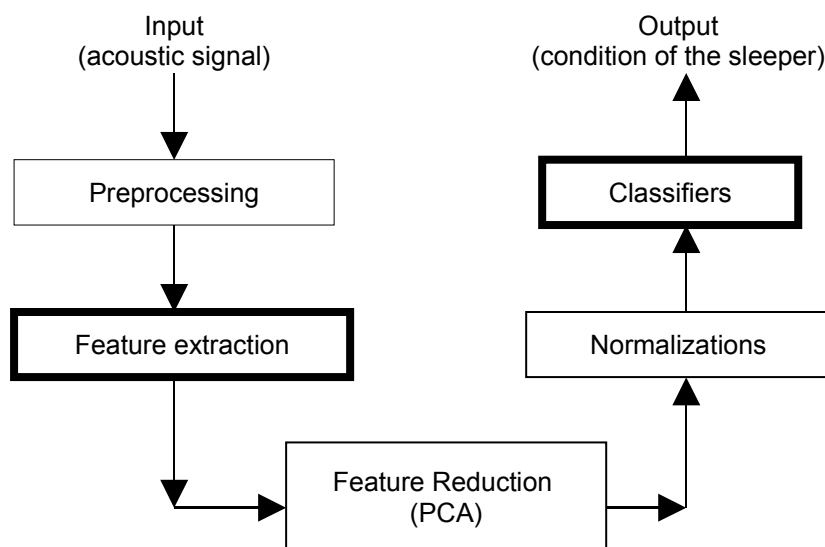 Input
(acoustic signal)
Preprocessing
Feature extraction
Feature Reduction
(PCA)
Normalizations
Classifiers
Output
(condition of the sleeper)